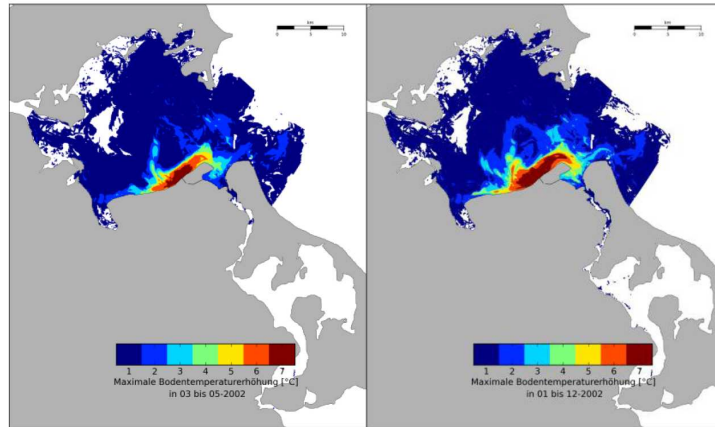 km
0 5 10
km
0 5 10
1 2 3 4 5 6 7
Maximale Bodentemperaturerhöhung [°C]
in 03 bis 05-2002
1 2 3 4 5 6 7
Maximale Bodentemperaturerhöhung [°C]
in 01 bis 12-2002